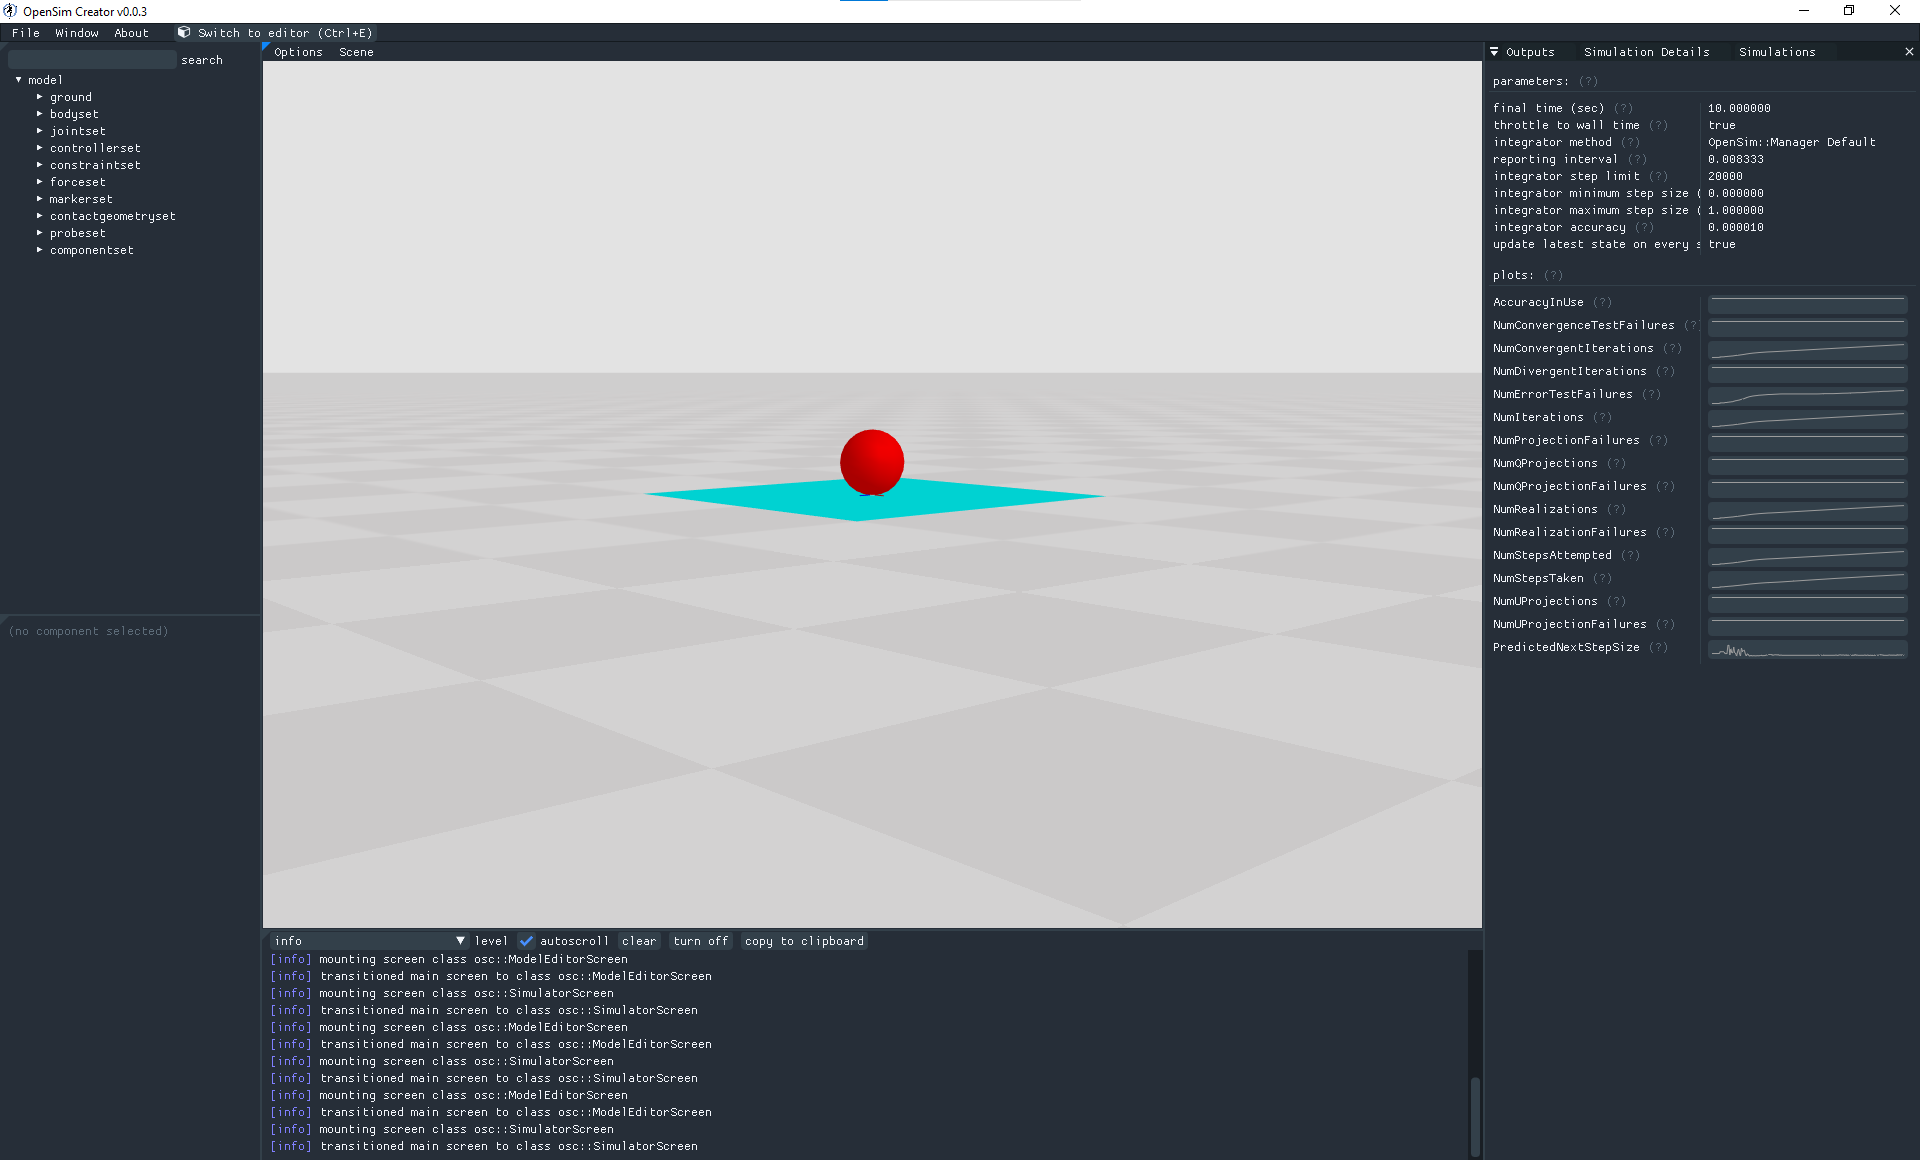 OpenSim Creator v0.0.3
File Window About Switch to editor (Ctrl+E)
search
model
ground
bodyset
jointset
controllerset
constraintset
forceset
markerset
contactgeometryset
probeset
componentset
(no component selected)
Options Scene
info level autoscroll clear turn off copy to clipboard
[info] mounting screen class osc::ModelEditorScreen
[info] transitioned main screen to class osc::ModelEditorScreen
[info] mounting screen class osc::SimulatorScreen
[info] transitioned main screen to class osc::SimulatorScreen
[info] mounting screen class osc::ModelEditorScreen
[info] transitioned main screen to class osc::ModelEditorScreen
[info] mounting screen class osc::SimulatorScreen
[info] transitioned main screen to class osc::SimulatorScreen
[info] mounting screen class osc::ModelEditorScreen
[info] transitioned main screen to class osc::ModelEditorScreen
[info] mounting screen class osc::SimulatorScreen
[info] transitioned main screen to class osc::SimulatorScreen
Outputs Simulation Details Simulations
parameters: (?)
final time (sec) (?) 10.000000
throttle to wall time (?) true
integrator method (?) OpenSim::Manager Default
reporting interval (?) 0.008333
integrator step limit (?) 20000
integrator minimum step size ( 0.000000
integrator maximum step size ( 1.000000
integrator accuracy (?) 0.000010
update latest state on every s true
plots: (?)
AccuracyInUse (?)
NumConvergenceTestFailures (?)
NumConvergentIterations (?)
NumDivergentIterations (?)
NumErrorTestFailures (?)
NumIterations (?)
NumProjectionFailures (?)
NumQProjections (?)
NumQProjectionFailures (?)
NumRealizations (?)
NumRealizationFailures (?)
NumStepsAttempted (?)
NumStepsTaken (?)
NumUProjections (?)
NumUProjectionFailures (?)
PredictedNextStepSize (?)